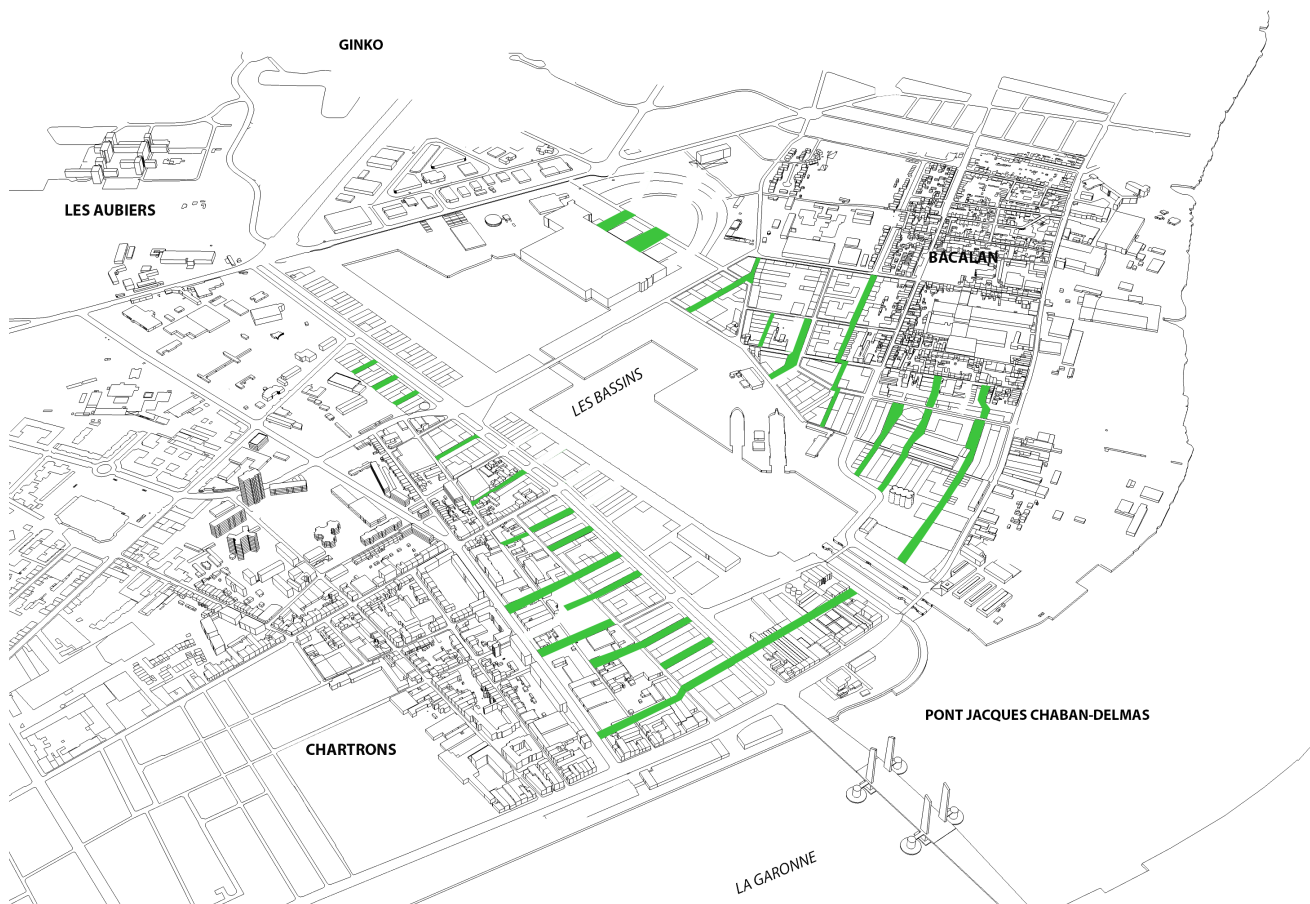 GINKO
LES AUBIERS
BACALAN
LES BASSINS
PONT JACQUES CHABAN-DELMAS
CHARTRONS
LA GARONNE